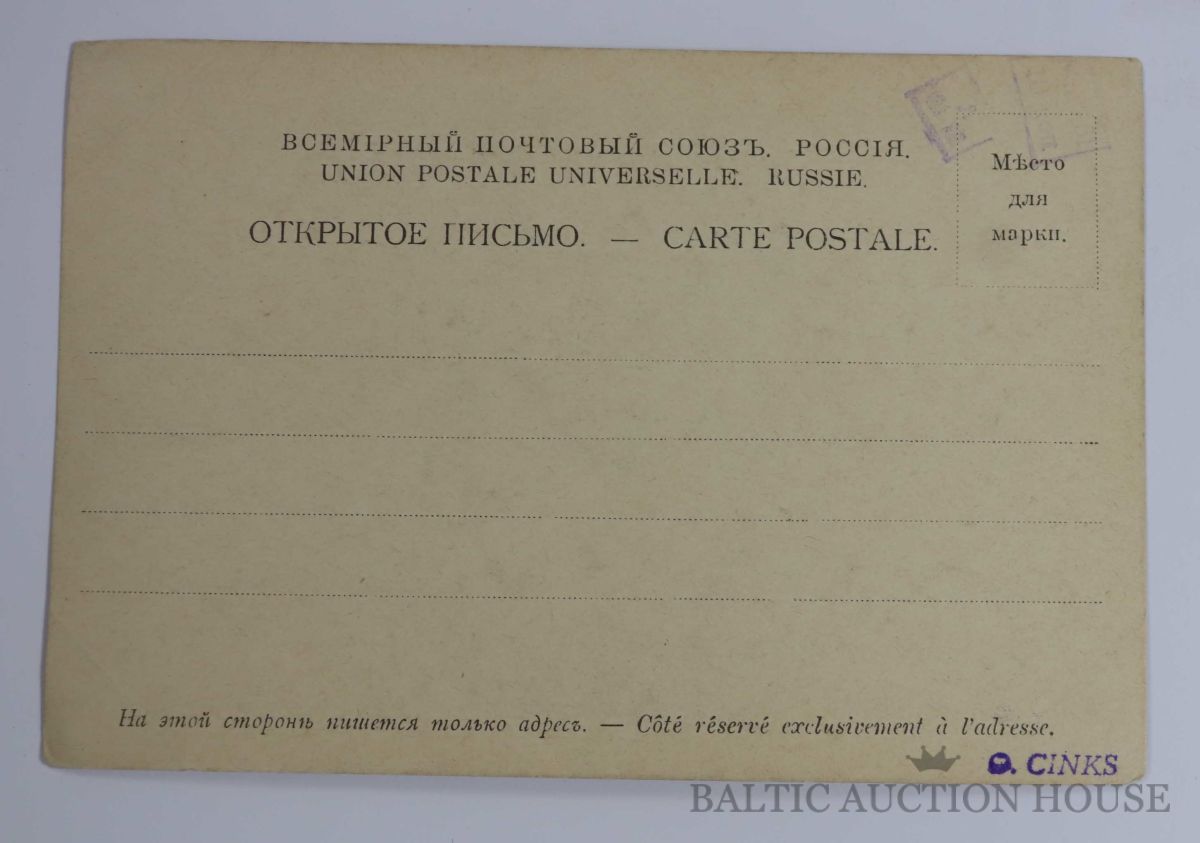 ВСЕМІРНЫЙ ПОЧТОВЫЙ СОЮЗЪ. РОССІЯ.
UNION POSTALE UNIVERSELLE. RUSSIE.
ОТКРЫТОЕ ПИСЬМО. — CARTE POSTALE.
Мѣсто
для
марки.
На этой сторонѣ пишется только адресъ. — Côté réservé exclusivement à l'adresse.
O. CINKS
BALTIC AUCTION HOUSE